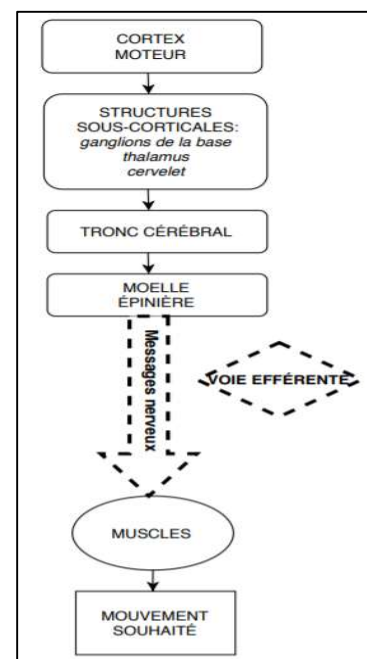 CORTEX
MOTEUR
STRUCTURES
SOUS-CORTICALES:
ganglions de la base
thalamus
cervelet
TRONC CÉRÉBRAL
MOELLE
ÉPINIÈRE
Messages nerveux
VOIE EFFÉRENTE
MUSCLES
MOUVEMENT
SOUHAITÉ